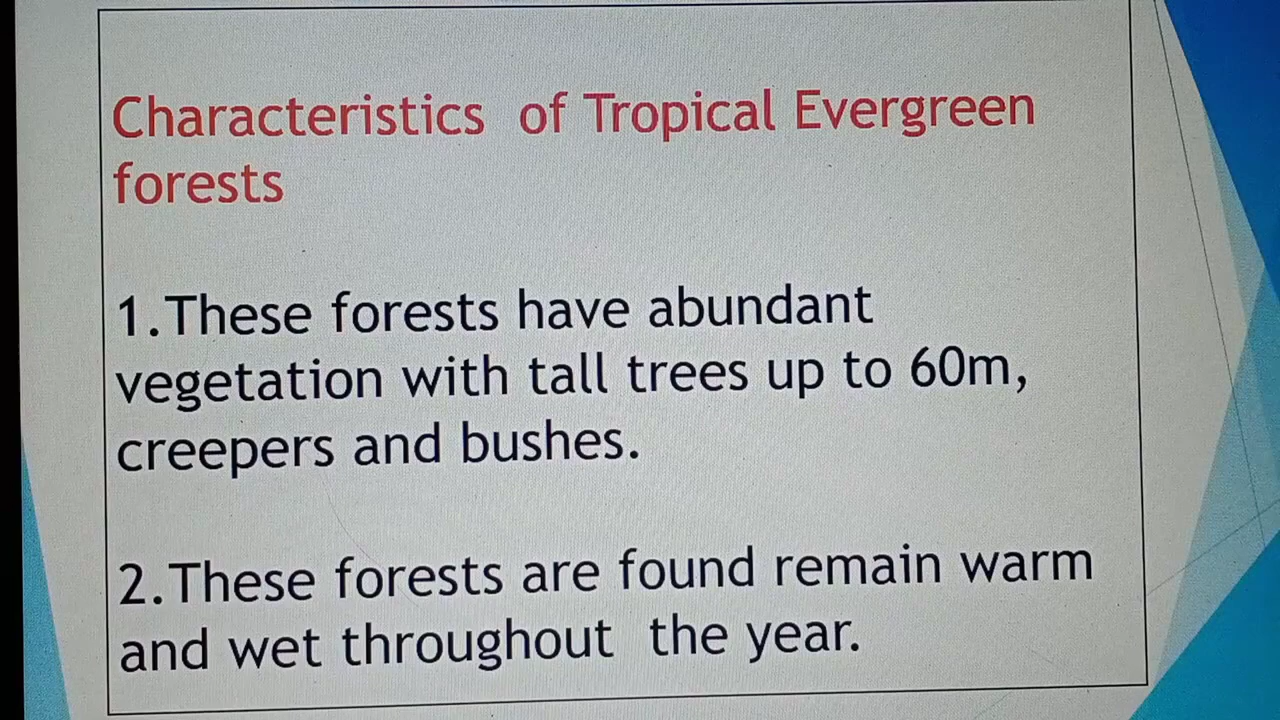 Characteristics of Tropical Evergreen
forests
1.These forests have abundant
vegetation with tall trees up to 60m,
creepers and bushes.
2.These forests are found remain warm
and wet throughout the year.